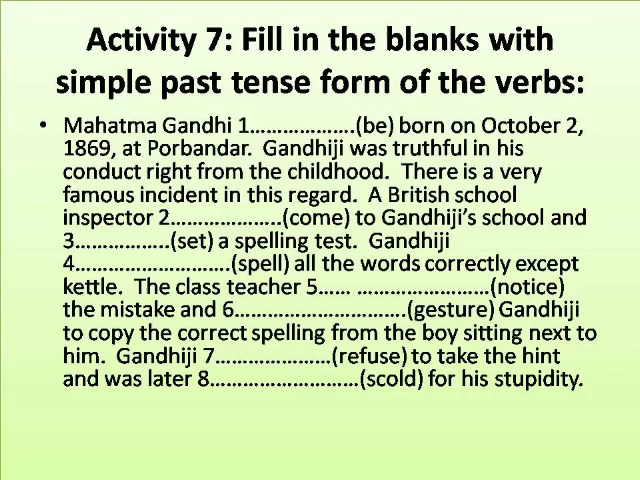 Activity 7: Fill in the blanks with
simple past tense form of the verbs:
• Mahatma Gandhi 1……………….(be) born on October 2,
1869, at Porbandar.  Gandhiji was truthful in his
conduct right from the childhood.  There is a very
famous incident in this regard.  A British school
inspector 2………………..(come) to Gandhiji’s school and
3……………..(set) a spelling test.  Gandhiji
4……………………….(spell) all the words correctly except
kettle.  The class teacher 5…… ……………………(notice)
the mistake and 6………………………….(gesture) Gandhiji
to copy the correct spelling from the boy sitting next to
him.  Gandhiji 7…………………(refuse) to take the hint
and was later 8………………………(scold) for his stupidity.